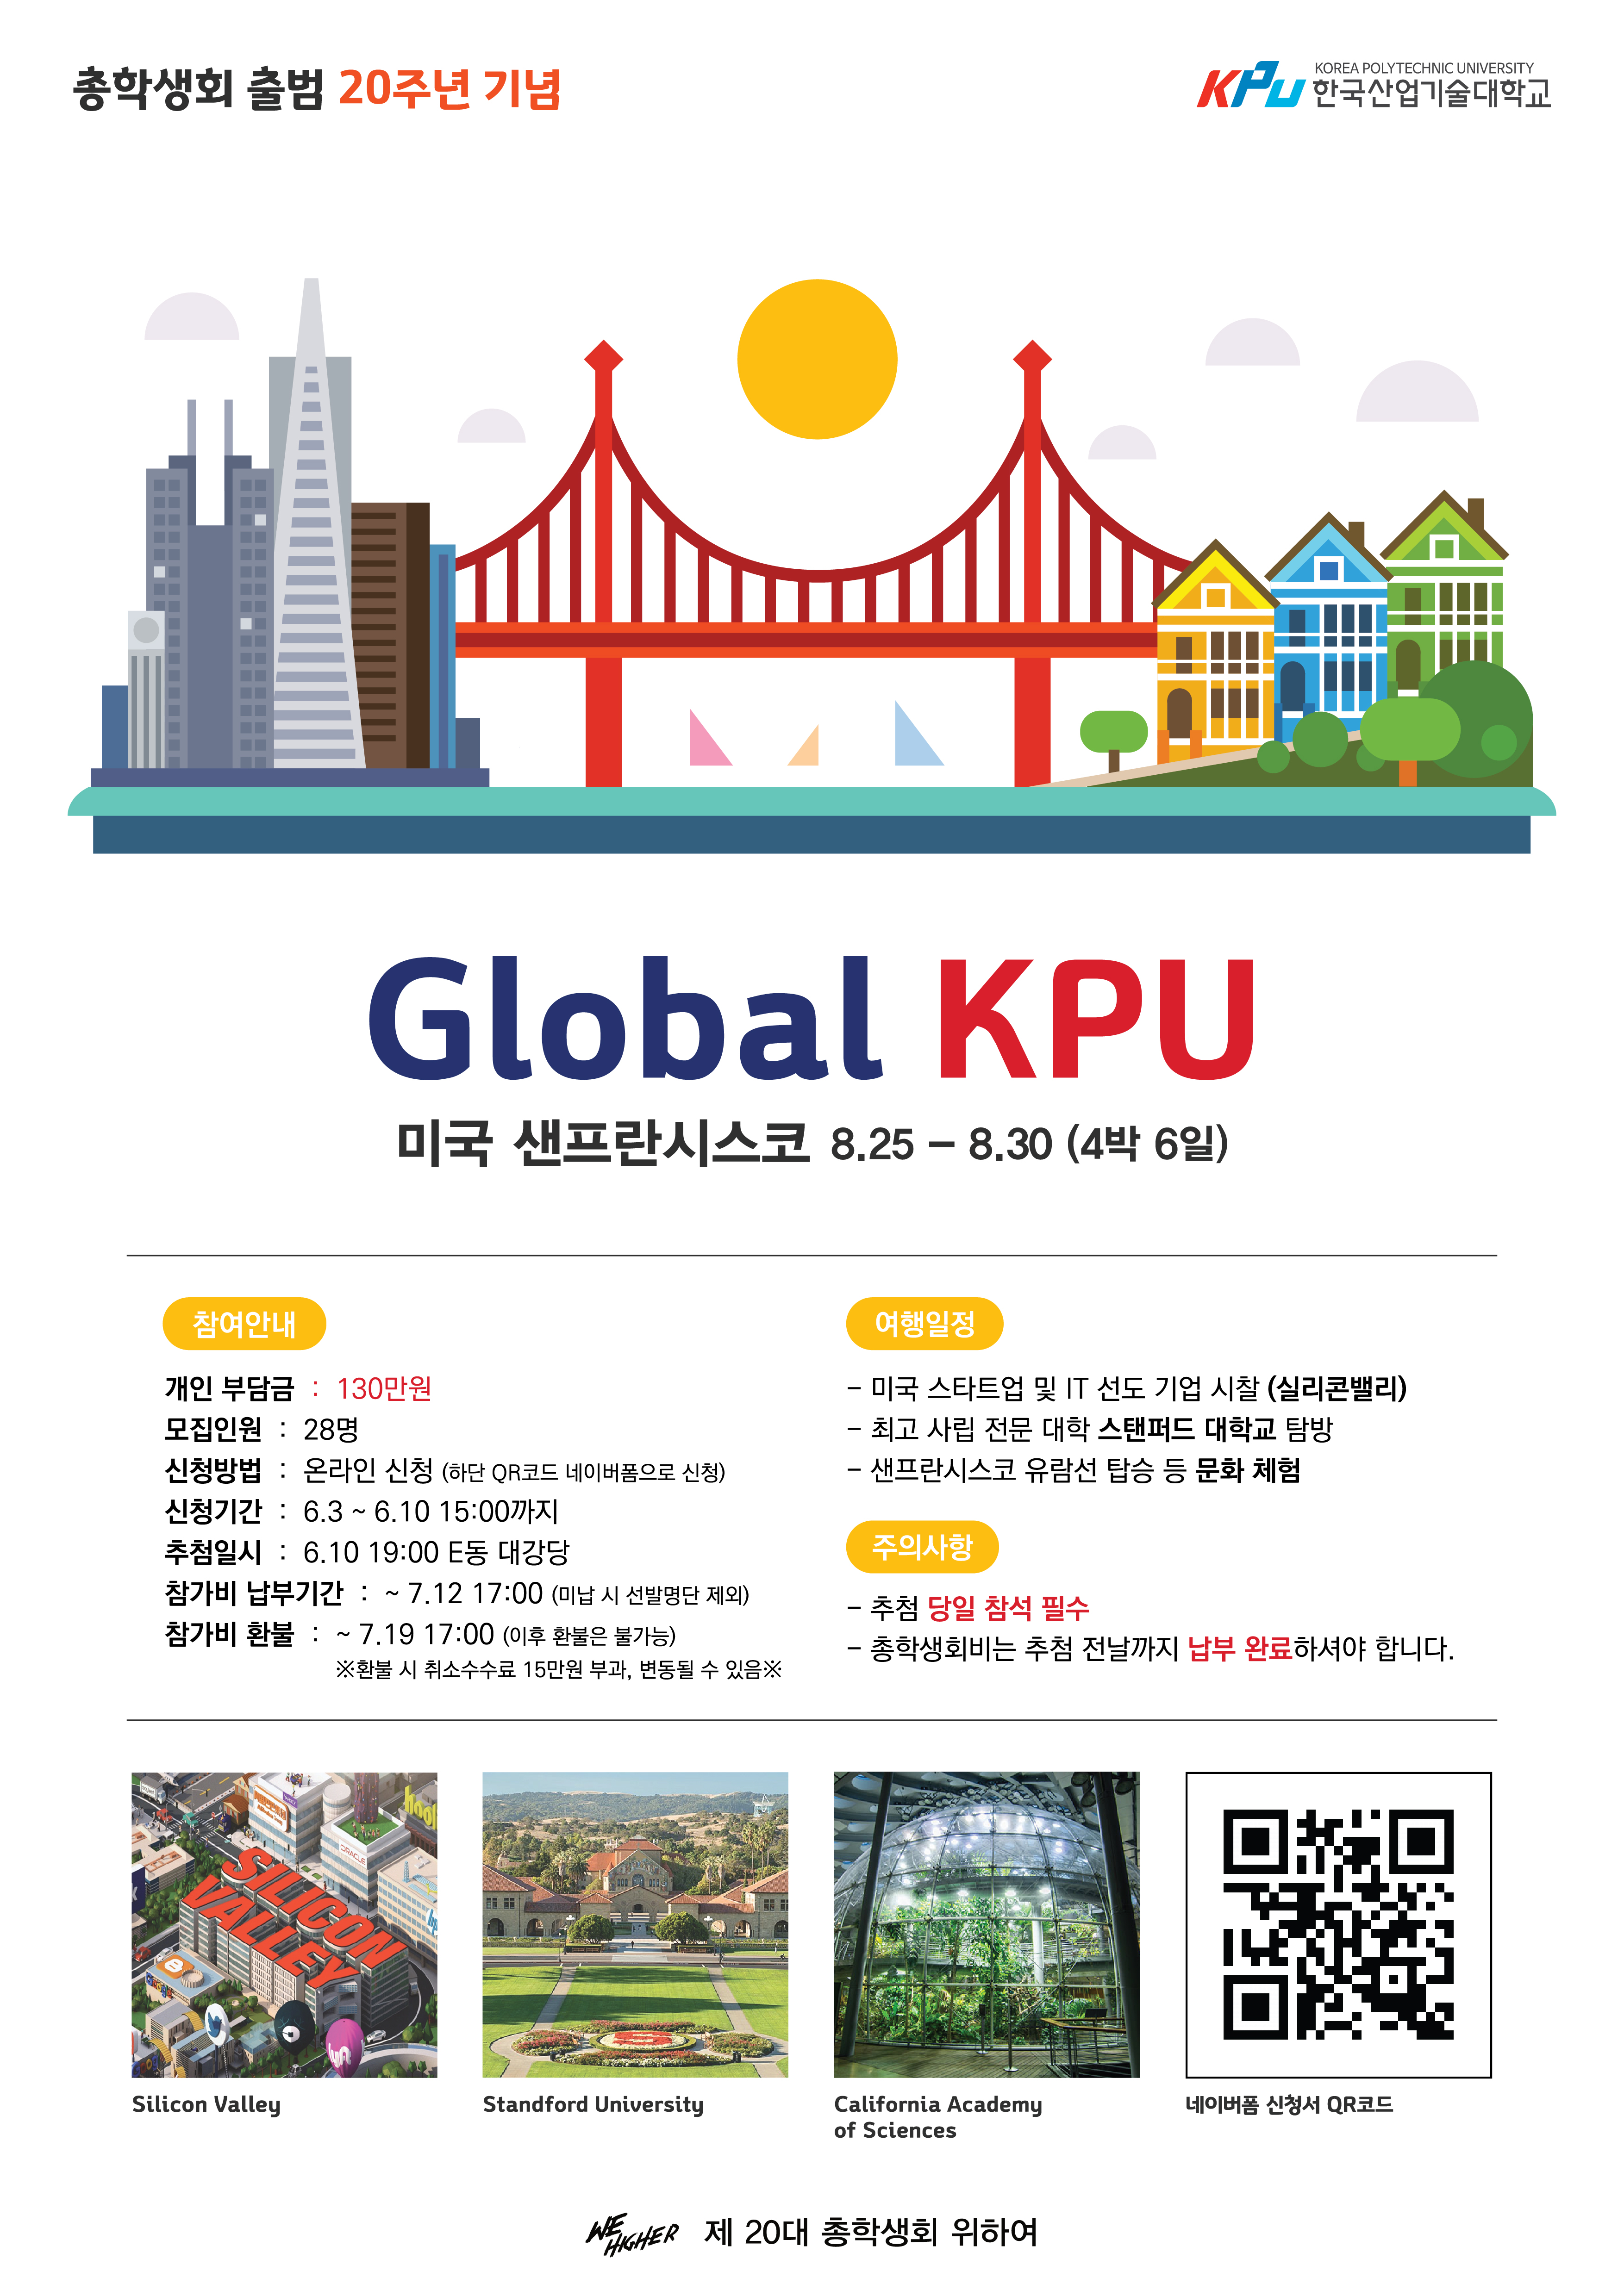 총학생회 출범 20주년 기념
KPU
KOREA POLYTECHNIC UNIVERSITY
한국산업기술대학교
Global KPU
미국 샌프란시스코 8.25 – 8.30 (4박 6일)
참여안내
개인 부담금 : 130만원
모집인원 : 28명
신청방법 : 온라인 신청 (하단 QR코드 네이버폼으로 신청)
신청기간 : 6.3 ~ 6.10 15:00까지
추첨일시 : 6.10 19:00 E동 대강당
참가비 납부기간 : ~ 7.12 17:00 (미납 시 선발명단 제외)
참가비 환불 : ~ 7.19 17:00 (이후 환불은 불가능)
※환불 시 취소수수료 15만원 부과, 변동될 수 있음※
여행일정
– 미국 스타트업 및 IT 선도 기업 시찰 (실리콘밸리)
– 최고 사립 전문 대학 스탠퍼드 대학교 탐방
– 샌프란시스코 유람선 탑승 등 문화 체험
주의사항
– 추첨 당일 참석 필수
– 총학생회비는 추첨 전날까지 납부 완료하셔야 합니다.
SILICON
VALLEY
ORACLE
hool
hp
lyft
Silicon Valley
Standford University
California Academy
of Sciences
네이버폼 신청서 QR코드
WE HIGHER 제 20대 총학생회 위하여